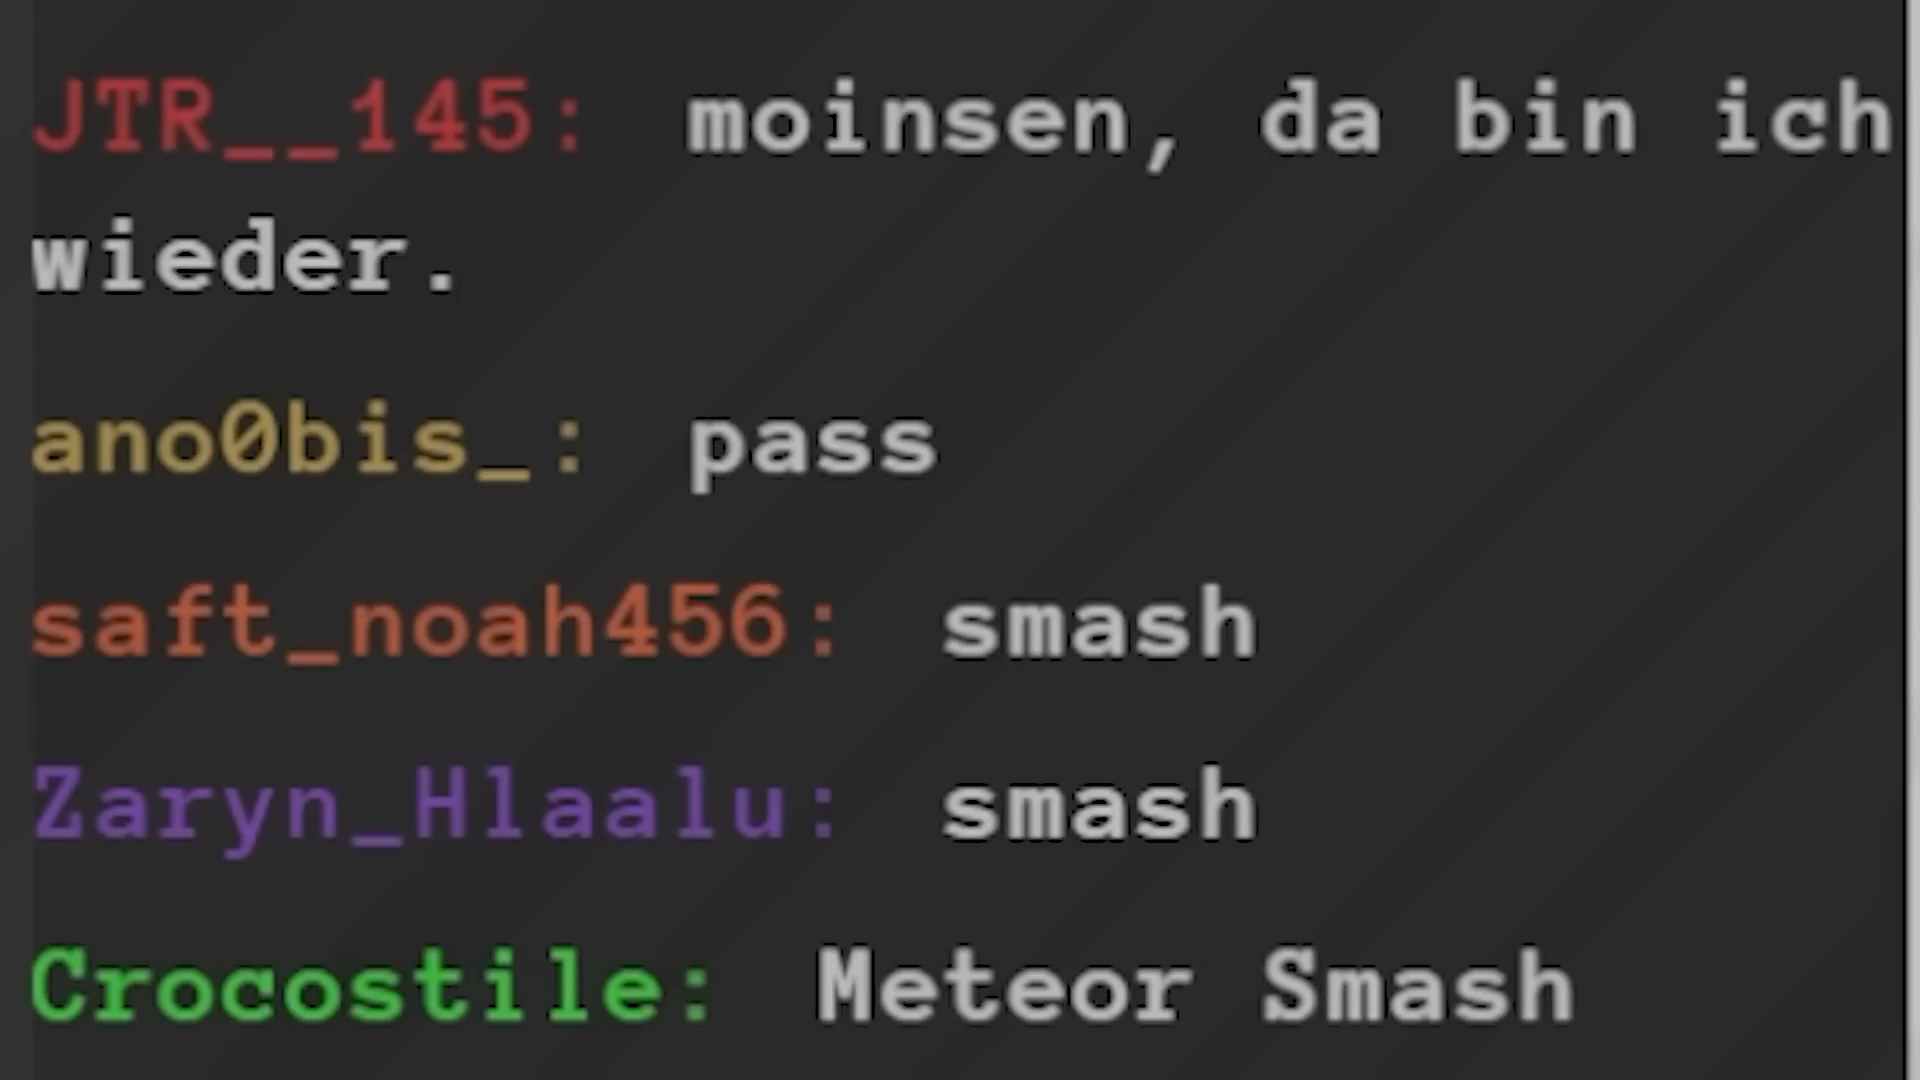 JTR__145: moinsen, da bin ich
wieder.
ano0bis_: pass
saft_noah456: smash
Zaryn_Hlaalu: smash
Crocostile: Meteor Smash